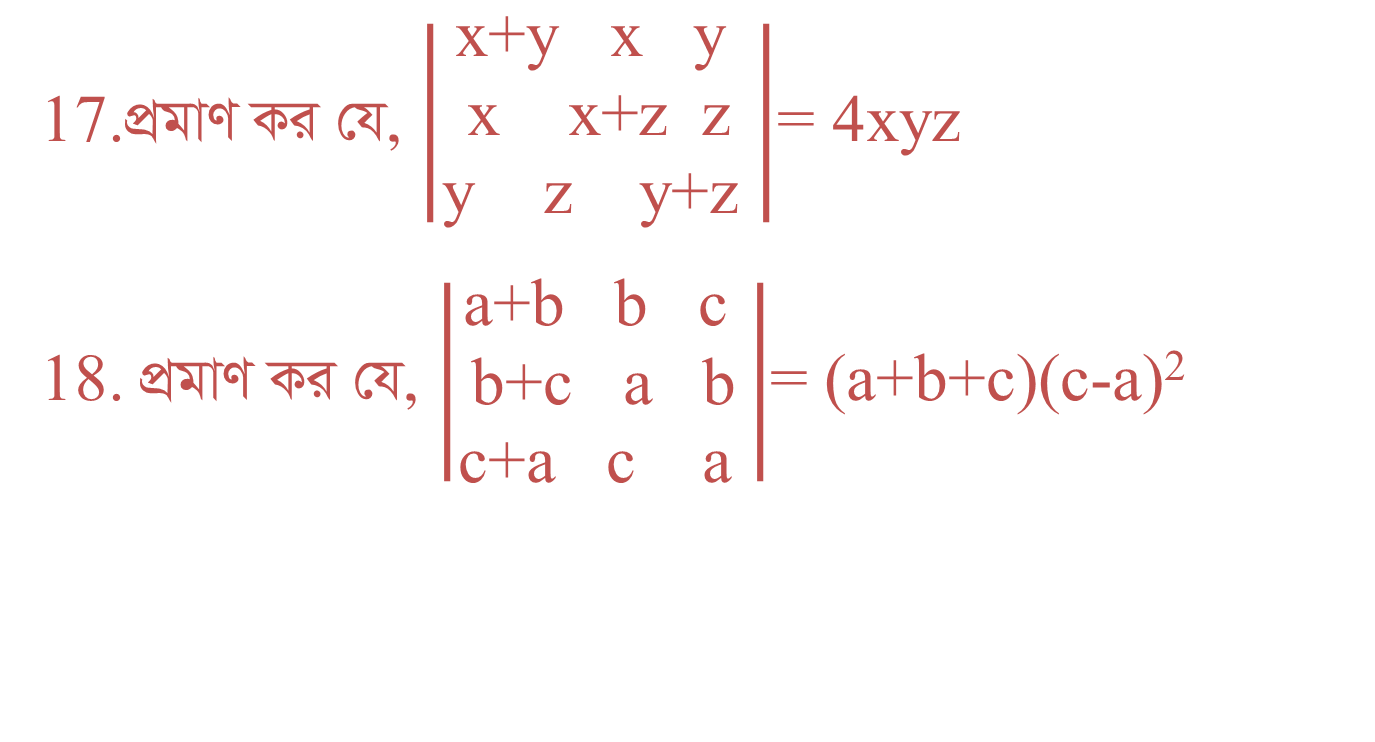 x+y x y
17.প্রমাণ কর যে, x x+z z = 4xyz
y z y+z
a+b b c
18. প্রমাণ কর যে, b+c a b = (a+b+c)(c-a)²
c+a c a